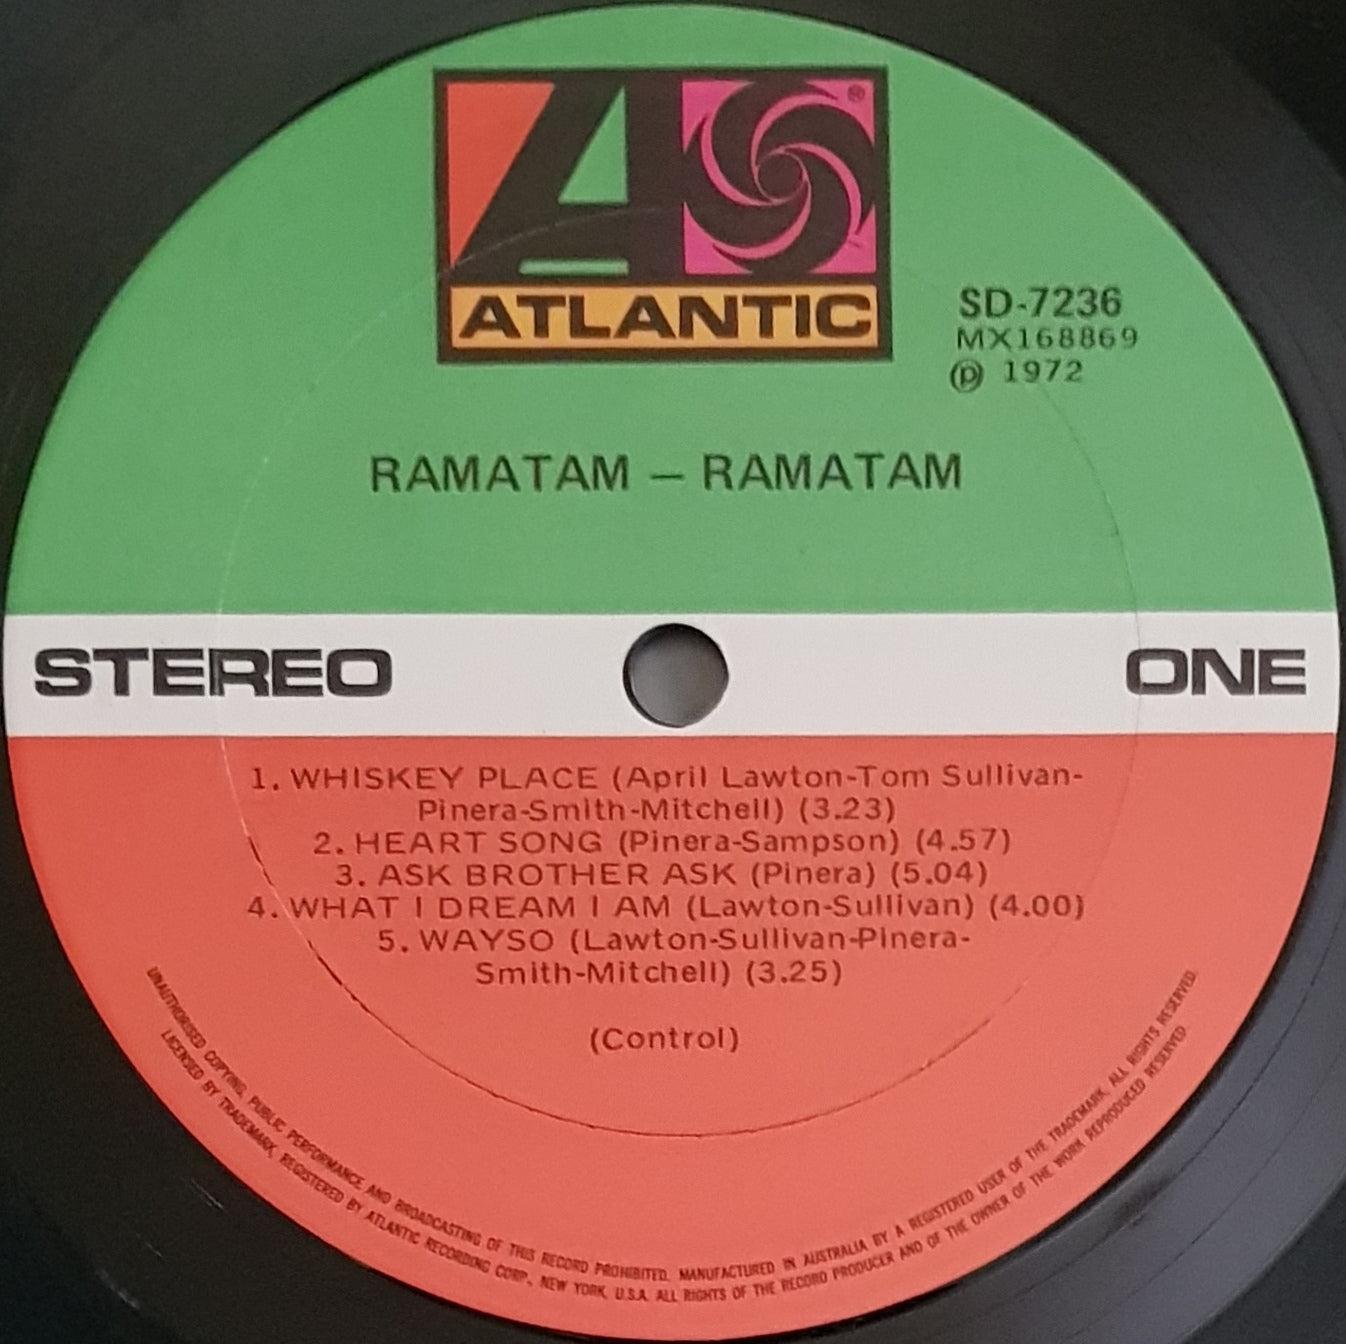 ATLANTIC
®
SD-7236
MX168869
℗ 1972
RAMATAM — RAMATAM
STEREO
ONE
1. WHISKEY PLACE (April Lawton-Tom Sullivan-
Pinera-Smith-Mitchell) (3.23)
2. HEART SONG (Pinera-Sampson) (4.57)
3. ASK BROTHER ASK (Pinera) (5.04)
4. WHAT I DREAM I AM (Lawton-Sullivan) (4.00)
5. WAYSO (Lawton-Sullivan-Pinera-
Smith-Mitchell) (3.25)
(Control)
UNAUTHORISED COPYING, PUBLIC PERFORMANCE AND BROADCASTING OF THIS RECORD PROHIBITED. MANUFACTURED IN AUSTRALIA BY A REGISTERED USER OF THE TRADEMARK. ALL RIGHTS RESERVED.
LICENSED BY TRADEMARK, REGISTERED BY ATLANTIC RECORDING CORP., NEW YORK, U.S.A. ALL RIGHTS OF THE RECORD PRODUCER AND OF THE OWNER OF THE WORK REPRODUCED RESERVED